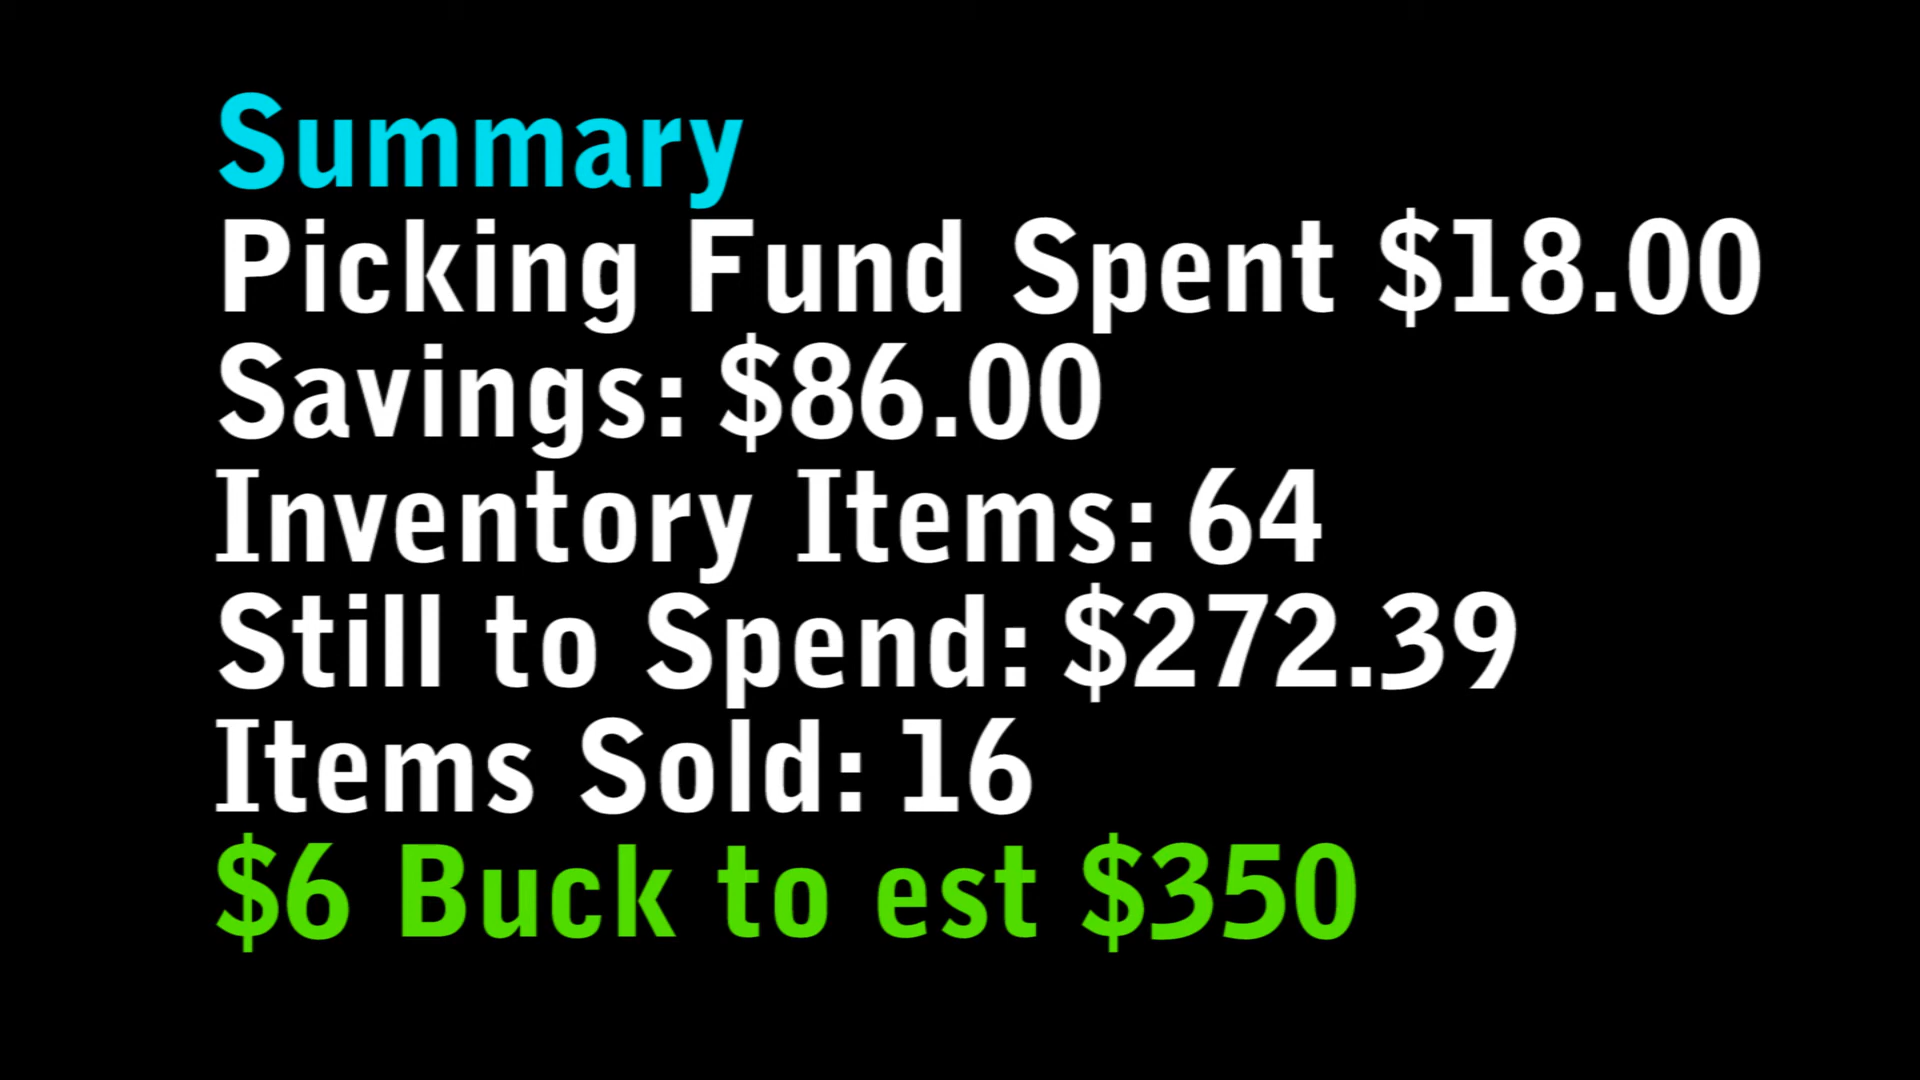 Summary
Picking Fund Spent $18.00
Savings: $86.00
Inventory Items: 64
Still to Spend: $272.39
Items Sold: 16
$6 Buck to est $350